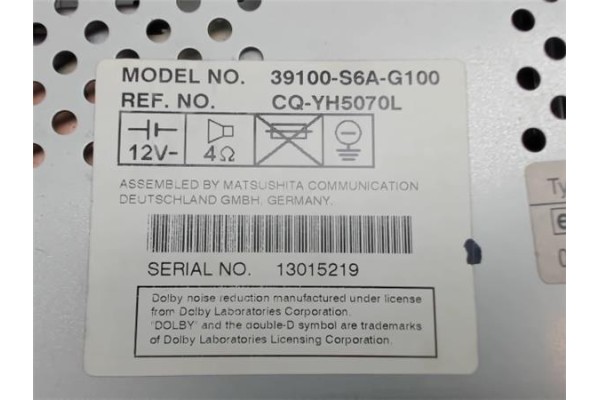 MODEL NO. 39100-S6A-G100
REF. NO. CQ-YH5070L
12V⎓
4Ω
ASSEMBLED BY MATSUSHITA COMMUNICATION
DEUTSCHLAND GMBH, GERMANY.
SERIAL NO. 13015219
Dolby noise reduction manufactured under license
from Dolby Laboratories Corporation.
"DOLBY" and the double-D symbol are trademarks
of Dolby Laboratories Licensing Corporation.
Ty
e
0